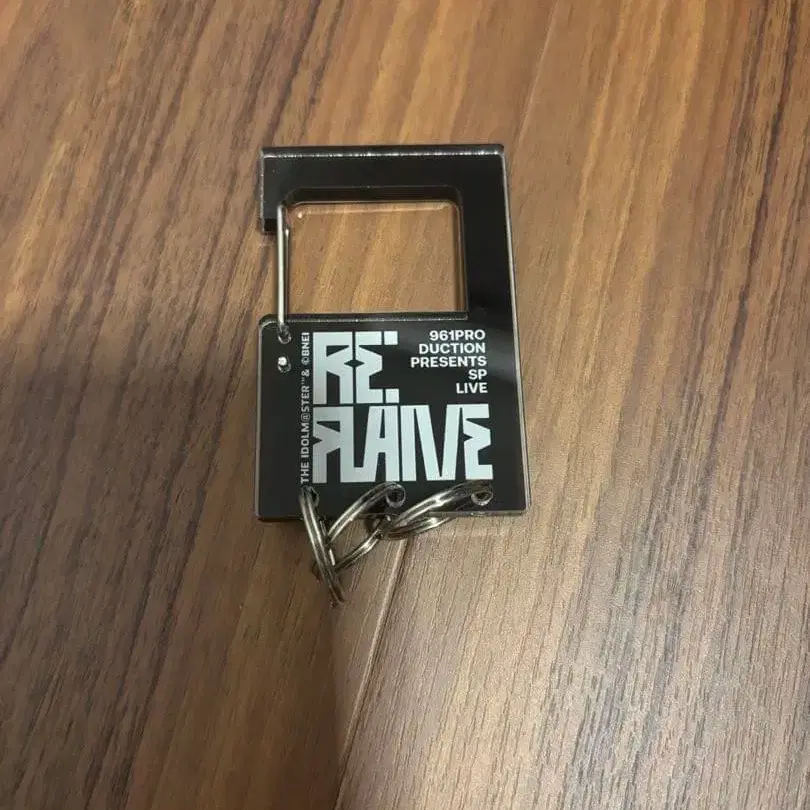 RE:
FLAME
961PRO
DUCTION
PRESENTS
SP
LIVE
THE IDOLM@STER™& ©BNEI